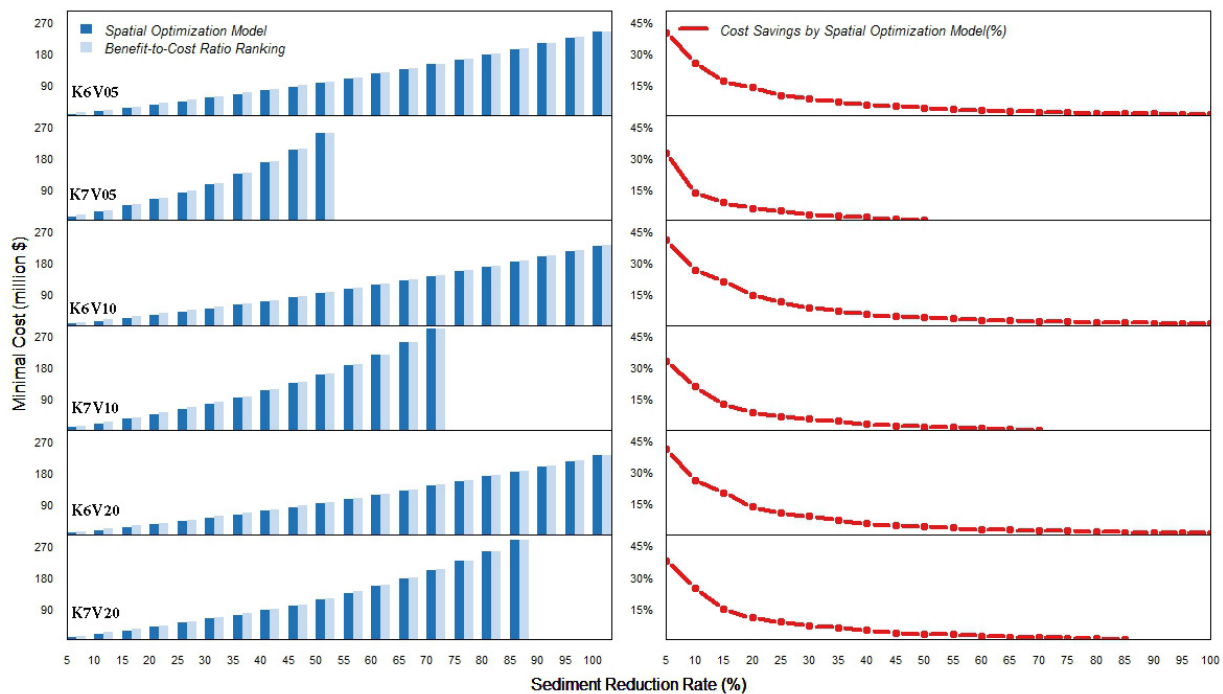 Spatial Optimization Model
Benefit-to-Cost Ratio Ranking
270
180
90
K6V05
270
180
90
K7V05
270
180
90
K6V10
270
180
90
K7V10
270
180
90
K6V20
270
180
90
K7V20
Minimal Cost (million $)
5 10 15 20 25 30 35 40 45 50 55 60 65 70 75 80 85 90 95 100
Cost Savings by Spatial Optimization Model(%)
45%
30%
15%
45%
30%
15%
45%
30%
15%
45%
30%
15%
45%
30%
15%
45%
30%
15%
5 10 15 20 25 30 35 40 45 50 55 60 65 70 75 80 85 90 95 100
Sediment Reduction Rate (%)